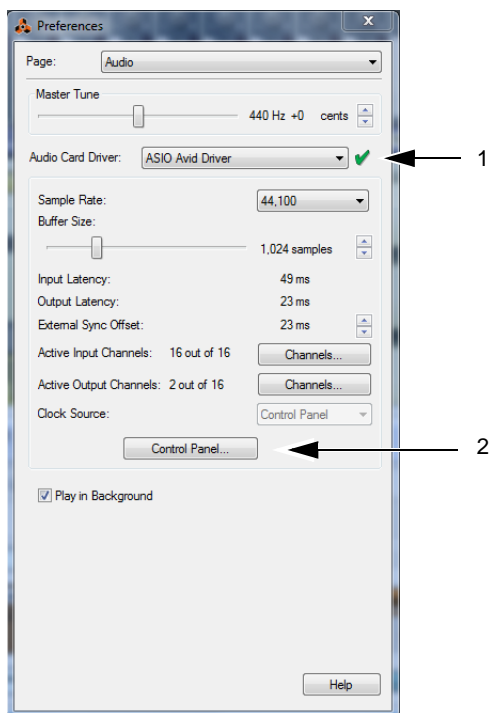 Preferences
x
Page: Audio
Master Tune
440 Hz +0 cents
Audio Card Driver: ASIO Avid Driver
1
Sample Rate: 44,100
Buffer Size:
1,024 samples
Input Latency: 49 ms
Output Latency: 23 ms
External Sync Offset: 23 ms
Active Input Channels: 16 out of 16 Channels...
Active Output Channels: 2 out of 16 Channels...
Clock Source: Control Panel
Control Panel...
2
Play in Background
Help